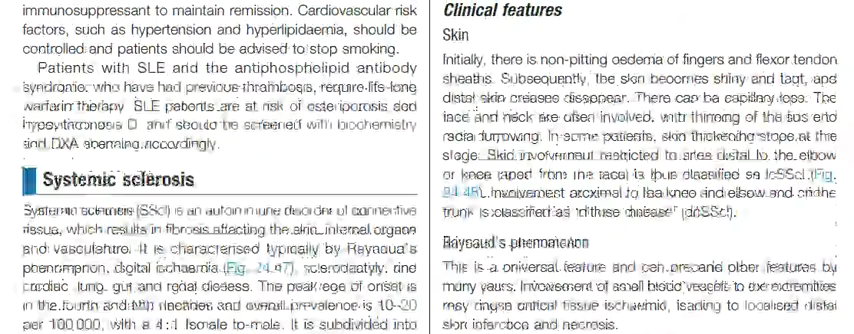 immunosuppressant to maintain remission. Cardiovascular risk
factors, such as hypertension and hyperlipidaemia, should be
controlled and patients should be advised to stop smoking.
Patients with SLE and the antiphospholipid antibody
syndrome, who have had previous thrombosis, require life-long
warfarin therapy. SLE patients are at risk of osteoporosis and
D and should be screened with biochemistry
and DXA scanning accordingly.
Systemic sclerosis
Systemic sclerosis (SScl) is an autoimmune disorder of connective
tissue, which results in fibrosis affecting the skin, internal organs
and vasculature. It is characterised typically by Raynaud's
phenomenon, digital ischaemia (Fig. 24.47), sclerodactyly, and
cardiac, lung, gut and renal disease. The peak age of onset is
in the fourth and fifth decades and overall prevalence is 10–20
per 100 000, with a 4:1 female-to-male. It is subdivided into
Clinical features
Skin
Initially, there is non-pitting oedema of fingers and flexor tendon
sheaths. Subsequently, the skin becomes shiny and taut, and
distal skin creases disappear. There can be capillary loss. The
face and neck are often involved, with thinning of the lips and
radial furrowing. In some patients, skin thickening stops at this
stage. Skin involvement restricted to sites distal to the elbow
or knee (apart from the face) is thus classified as lcSScl (Fig.
24.48). Involvement proximal to the knee and elbow and on the
trunk is classified as 'diffuse disease' (dcSScl).
Raynaud's phenomenon
This is a universal feature and can precede other features by
many years. Involvement of small blood vessels to the extremities
may cause critical tissue ischaemia, leading to localised distal
skin infarction and necrosis.